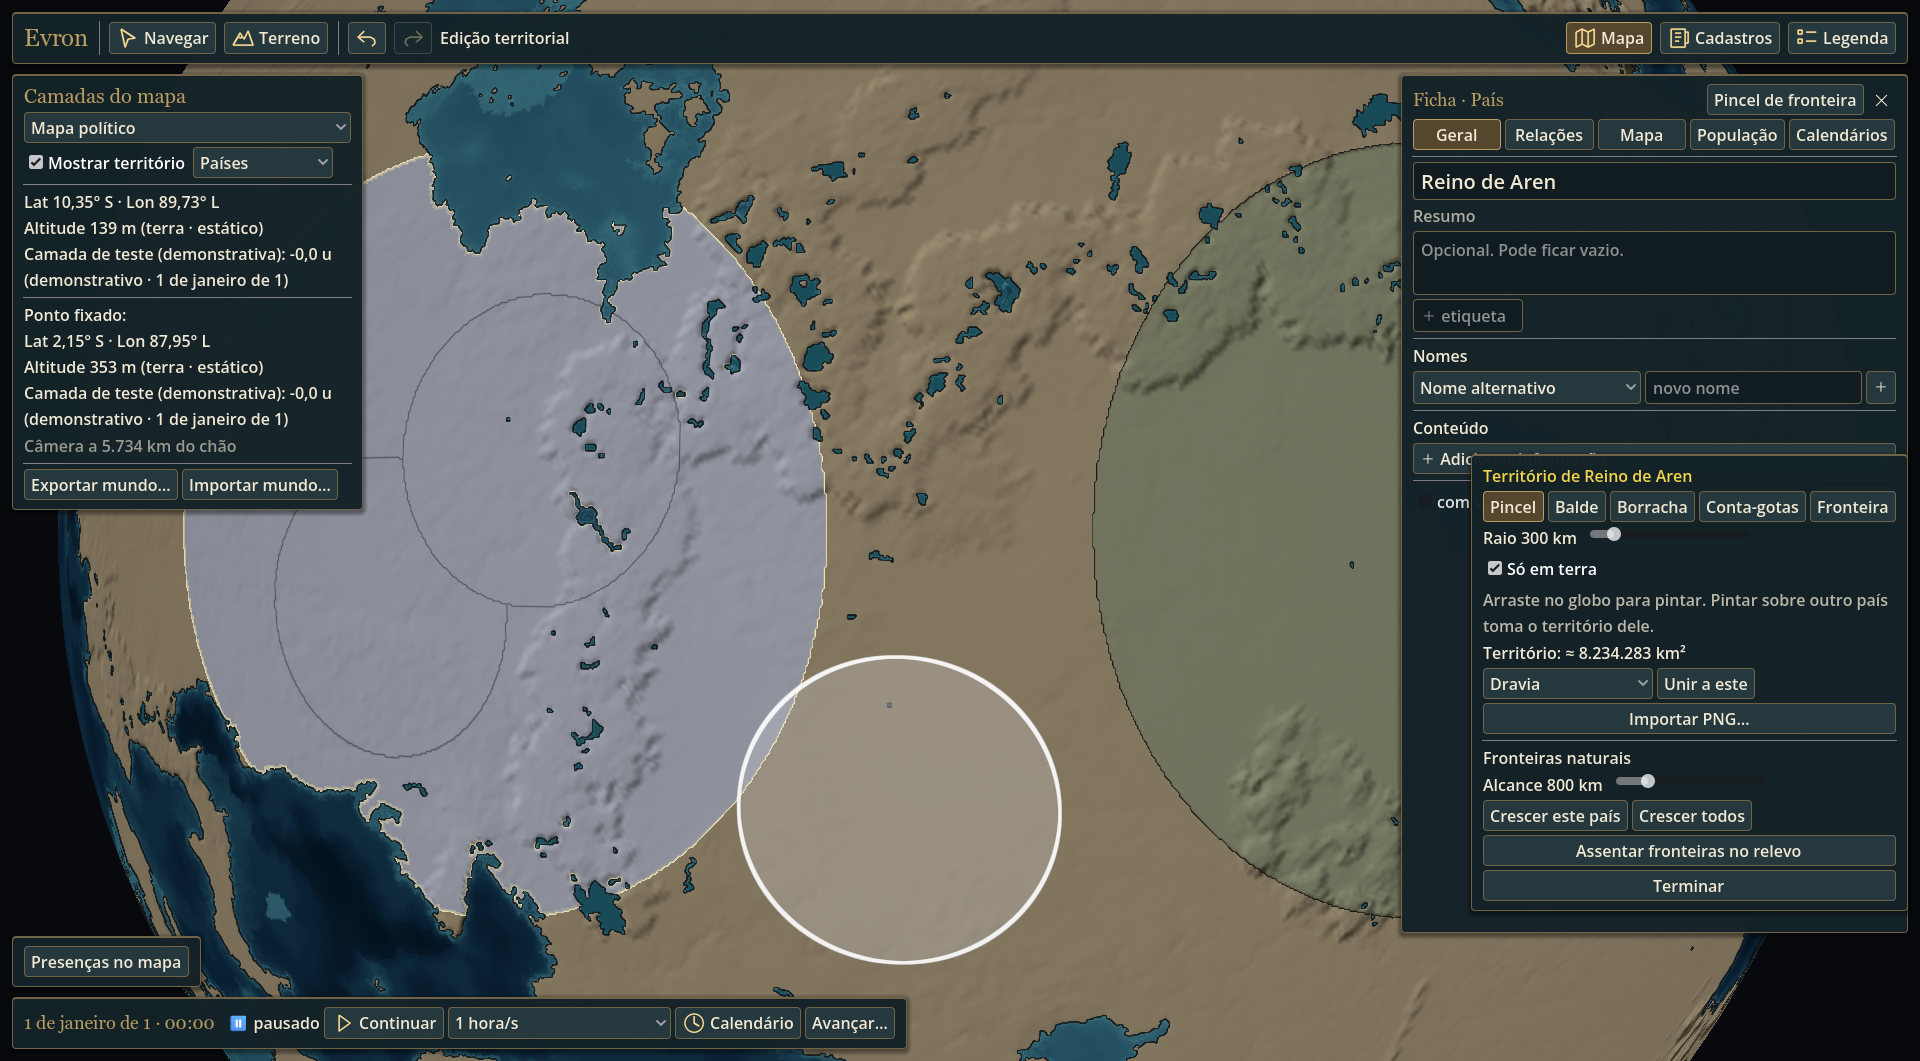 Evron
Navegar
Terreno
Edição territorial
Mapa
Cadastros
Legenda
Camadas do mapa
Mapa político
Mostrar território
Países
Lat 10,35° S · Lon 89,73° L
Altitude 139 m (terra · estático)
Camada de teste (demonstrativa): -0,0 u
(demonstrativo · 1 de janeiro de 1)
Ponto fixado:
Lat 2,15° S · Lon 87,95° L
Altitude 353 m (terra · estático)
Camada de teste (demonstrativa): -0,0 u
(demonstrativo · 1 de janeiro de 1)
Câmera a 5.734 km do chão
Exportar mundo...
Importar mundo...
Ficha · País
Pincel de fronteira
Geral
Relações
Mapa
População
Calendários
Reino de Aren
Resumo
Opcional. Pode ficar vazio.
+ etiqueta
Nomes
Nome alternativo
novo nome
+
Conteúdo
com
Território de Reino de Aren
Pincel
Balde
Borracha
Conta-gotas
Fronteira
Raio 300 km
Só em terra
Arraste no globo para pintar. Pintar sobre outro país
toma o território dele.
Território: ≈ 8.234.283 km²
Dravia
Unir a este
Importar PNG...
Fronteiras naturais
Alcance 800 km
Crescer este país
Crescer todos
Assentar fronteiras no relevo
Terminar
Presenças no mapa
1 de janeiro de 1 · 00:00
pausado
Continuar
1 hora/s
Calendário
Avançar...